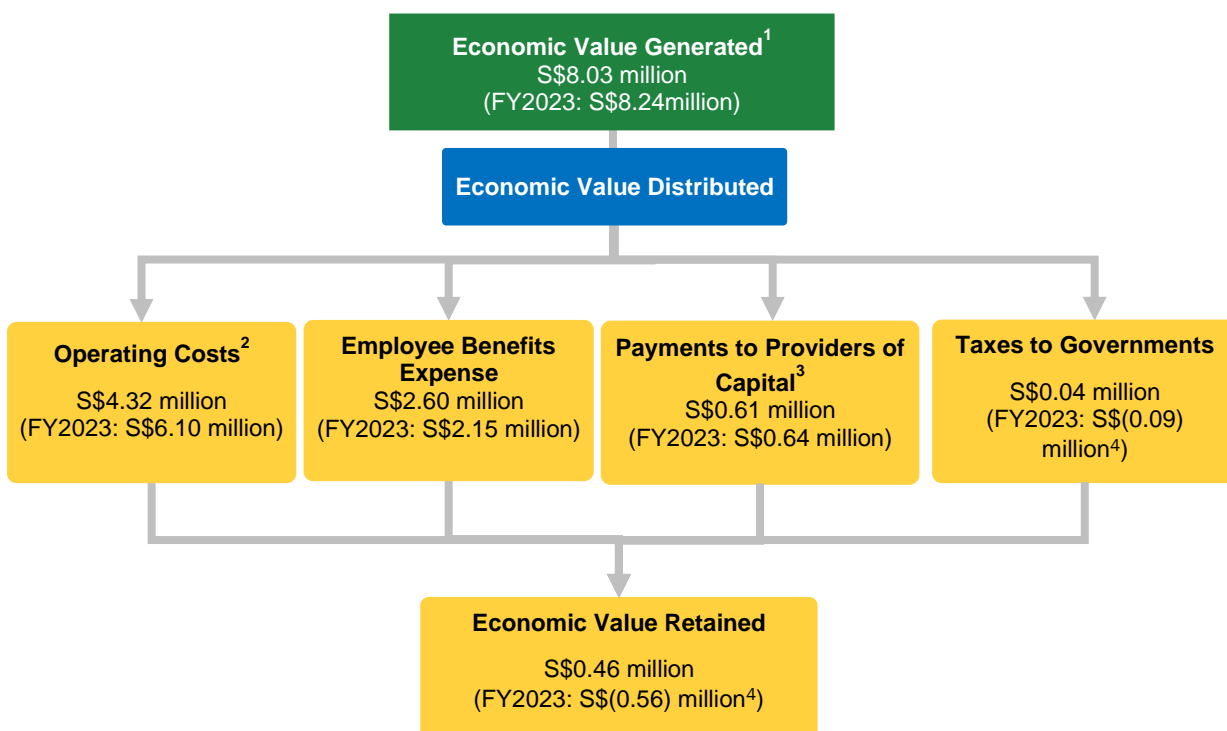 Economic Value Generated1
S$8.03 million
(FY2023: S$8.24million)
Economic Value Distributed
Operating Costs2
S$4.32 million
(FY2023: S$6.10 million)
Employee Benefits
Expense
S$2.60 million
(FY2023: S$2.15 million)
Payments to Providers of
Capital3
S$0.61 million
(FY2023: S$0.64 million)
Taxes to Governments
S$0.04 million
(FY2023: S$(0.09)
million4)
Economic Value Retained
S$0.46 million
(FY2023: S$(0.56) million4)